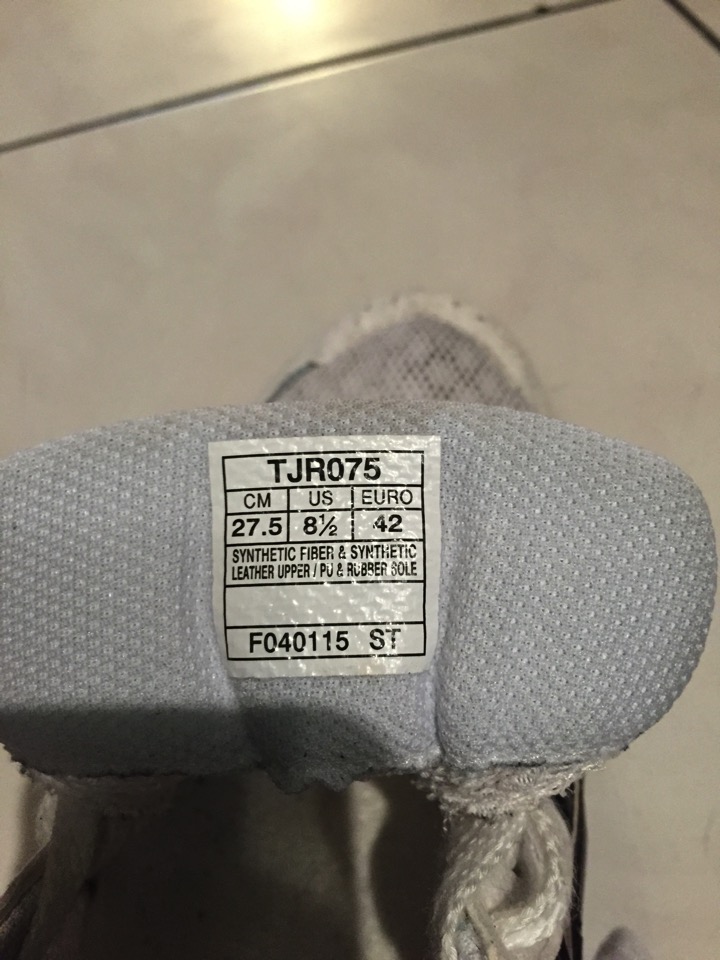 TJR075
CM US EURO
27.5 8½ 42
SYNTHETIC FIBER & SYNTHETIC
LEATHER UPPER / PU & RUBBER SOLE
F040115 ST